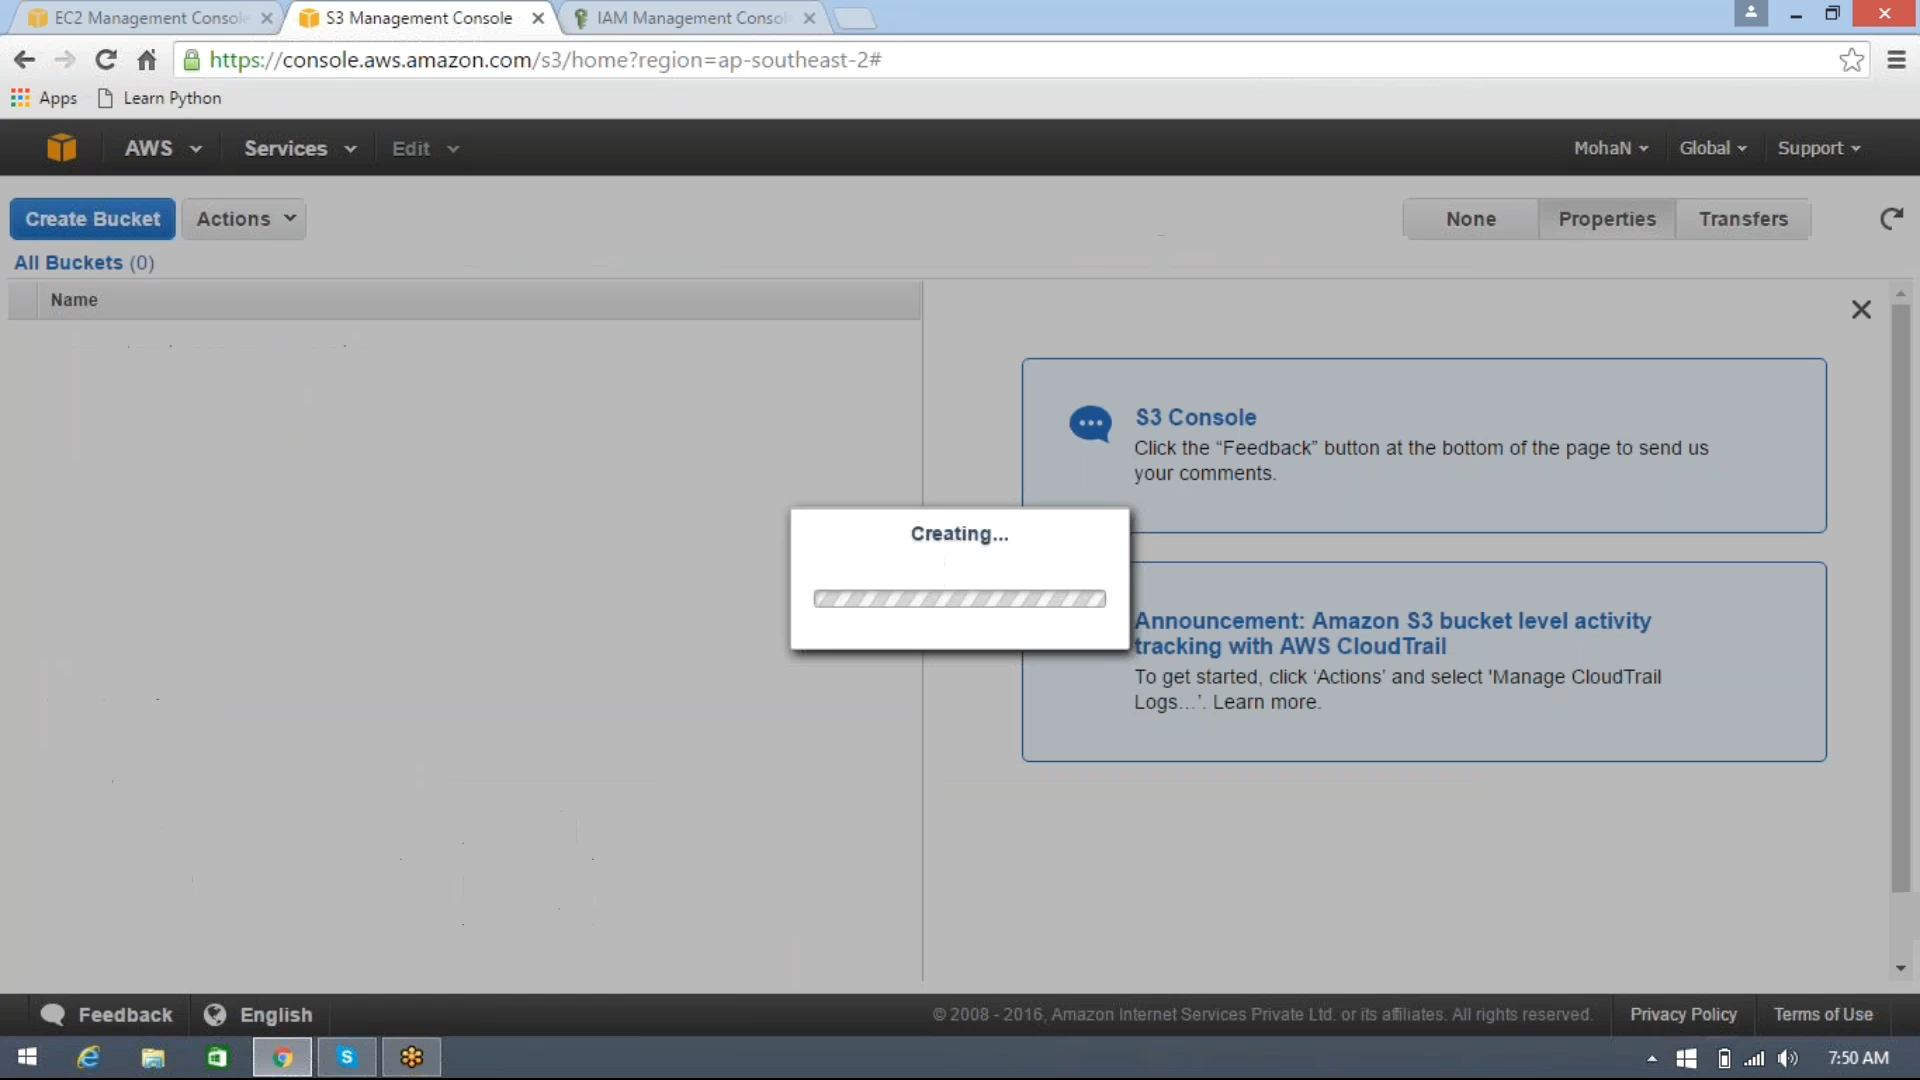 EC2 Management Consol
S3 Management Console
IAM Management Consol
https://console.aws.amazon.com/s3/home?region=ap-southeast-2#
Apps
Learn Python
AWS
Services
Edit
MohaN
Global
Support
Create Bucket
Actions
None
Properties
Transfers
All Buckets (0)
Name
S3 Console
Click the “Feedback” button at the bottom of the page to send us
your comments.
Creating...
Announcement: Amazon S3 bucket level activity
tracking with AWS CloudTrail
To get started, click ‘Actions’ and select 'Manage CloudTrail
Logs...’. Learn more.
Feedback
English
© 2008 - 2016, Amazon Internet Services Private Ltd. or its affiliates. All rights reserved.
Privacy Policy
Terms of Use
7:50 AM